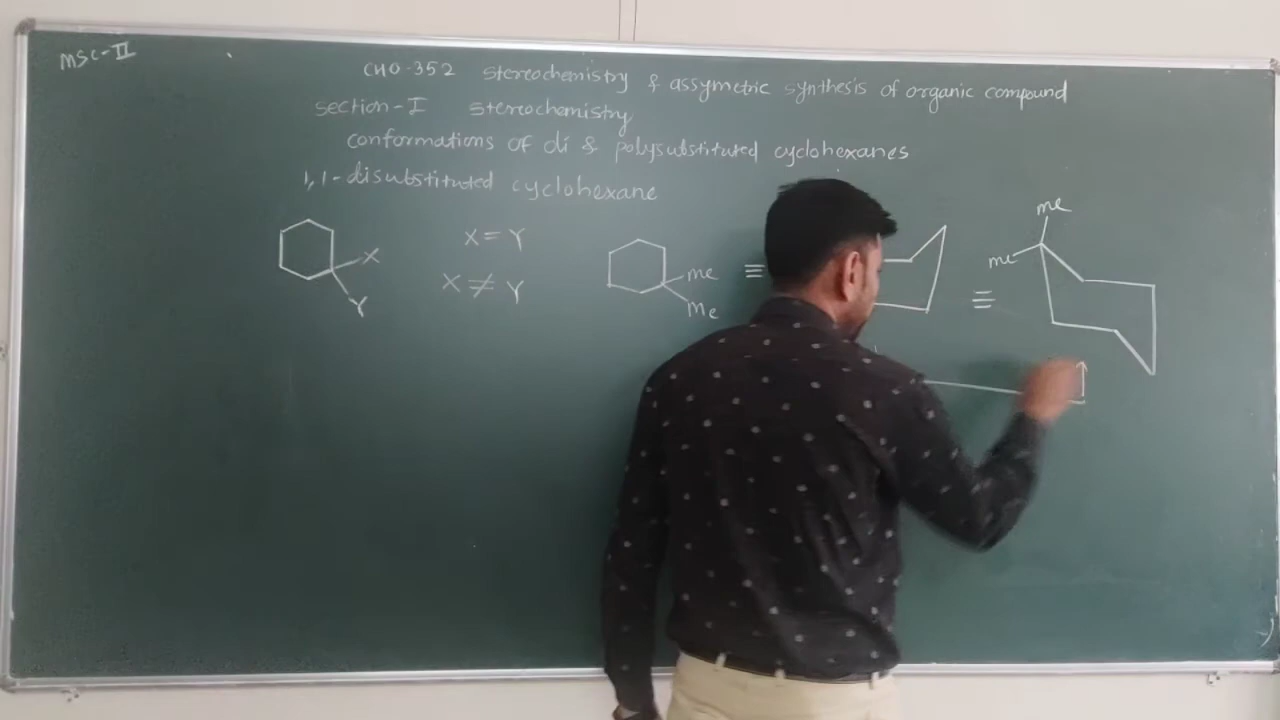 MSC-II
CHO-352 stereochemistry & assymetric synthesis of organic compound
section-I stereochemistry
conformations of di & polysubstituted cyclohexanes
1,1-disubstituted cyclohexane
X
Y
X = Y
X ≠ Y
me
Me
≡
≡
me
me